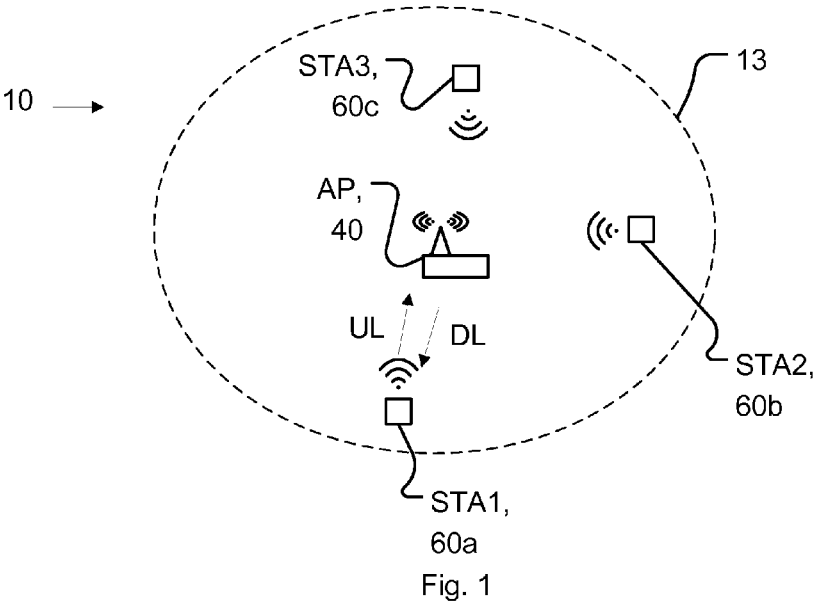 STA3,
60c
13
10
AP,
40
UL
DL
STA2,
60b
STA1,
60a
Fig. 1